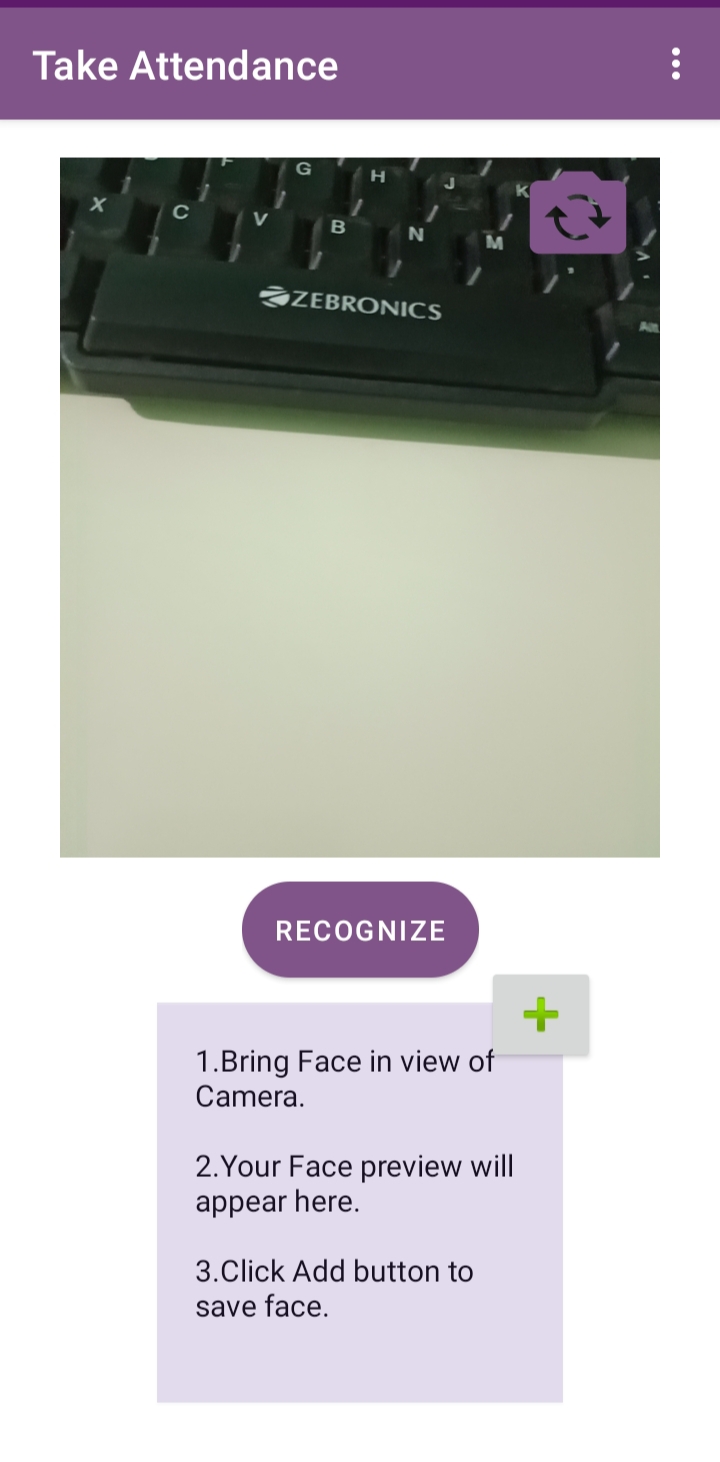 Take Attendance
F G H J K
X C V B N M
ZEBRONICS
Alt
RECOGNIZE
1.Bring Face in view of
Camera.
2.Your Face preview will
appear here.
3.Click Add button to
save face.